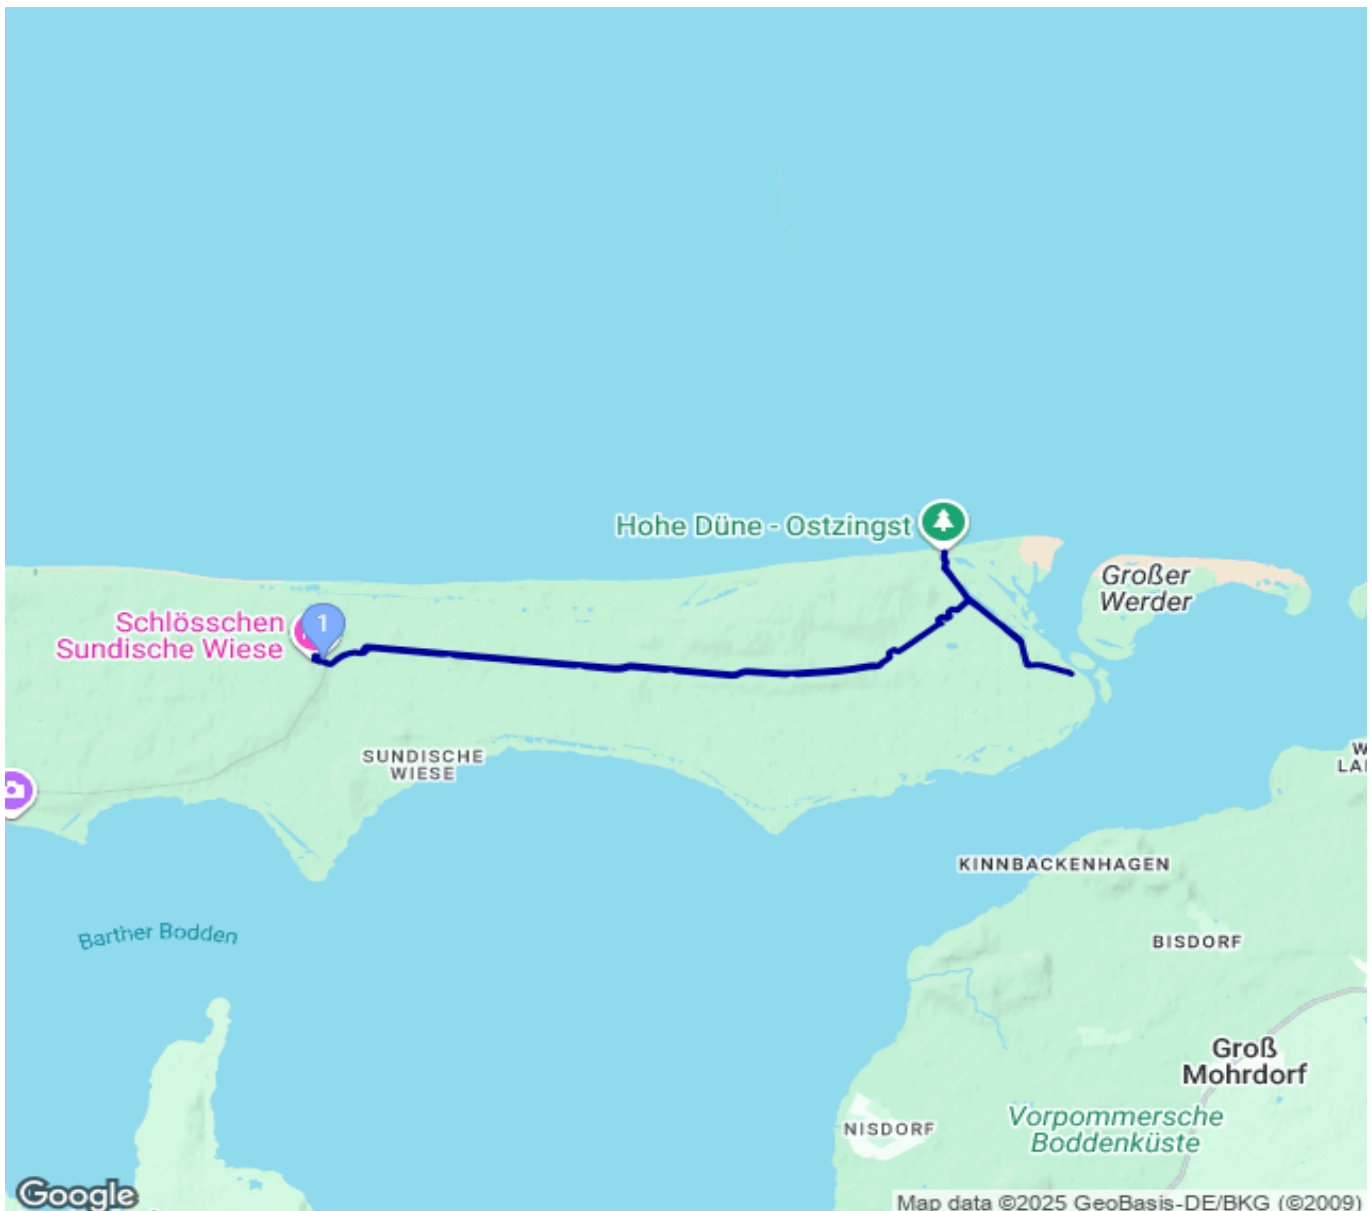 Hohe Düne - Ostzingst
Großer
Werder
Schlösschen
Sundische Wiese
1
SUNDISCHE
WIESE
KINNBACKENHAGEN
Barther Bodden
BISDORF
Groß
Mohrdorf
Vorpommersche
Boddenküste
NISDORF
Google
Map data ©2025 GeoBasis-DE/BKG (©2009)